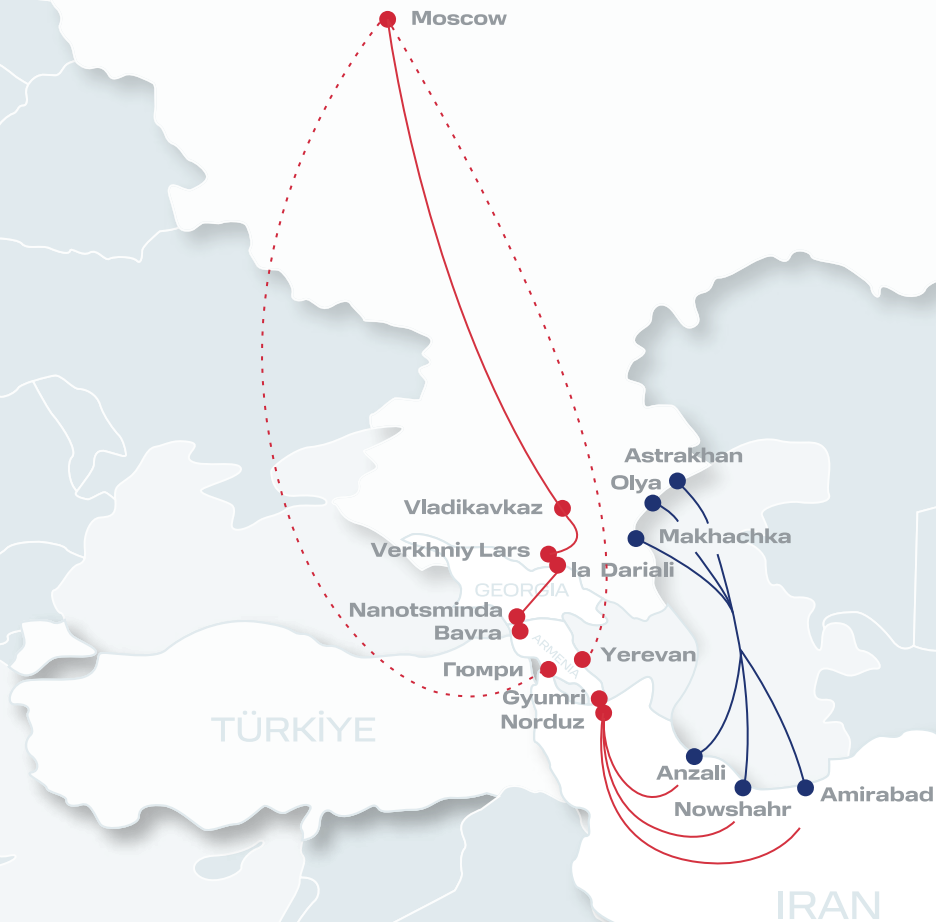 Moscow
Astrakhan
Olya
Vladikavkaz
Makhachka
Verkhniy Lars
la Dariali
GEORGIA
Nanotsminda
Bavra
ARMENIA
Yerevan
Гюмри
Gyumri
Norduz
TÜRKİYE
Anzali
Nowshahr
Amirabad
IRAN